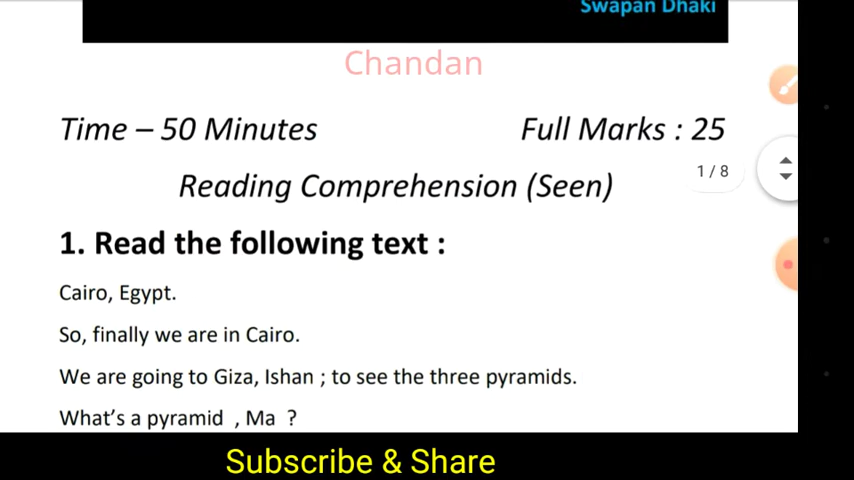 Swapan Dhaki
Chandan
Time – 50 Minutes Full Marks : 25
1 / 8
Reading Comprehension (Seen)
1. Read the following text :
Cairo, Egypt.
So, finally we are in Cairo.
We are going to Giza, Ishan ; to see the three pyramids.
What's a pyramid , Ma ?
Subscribe & Share